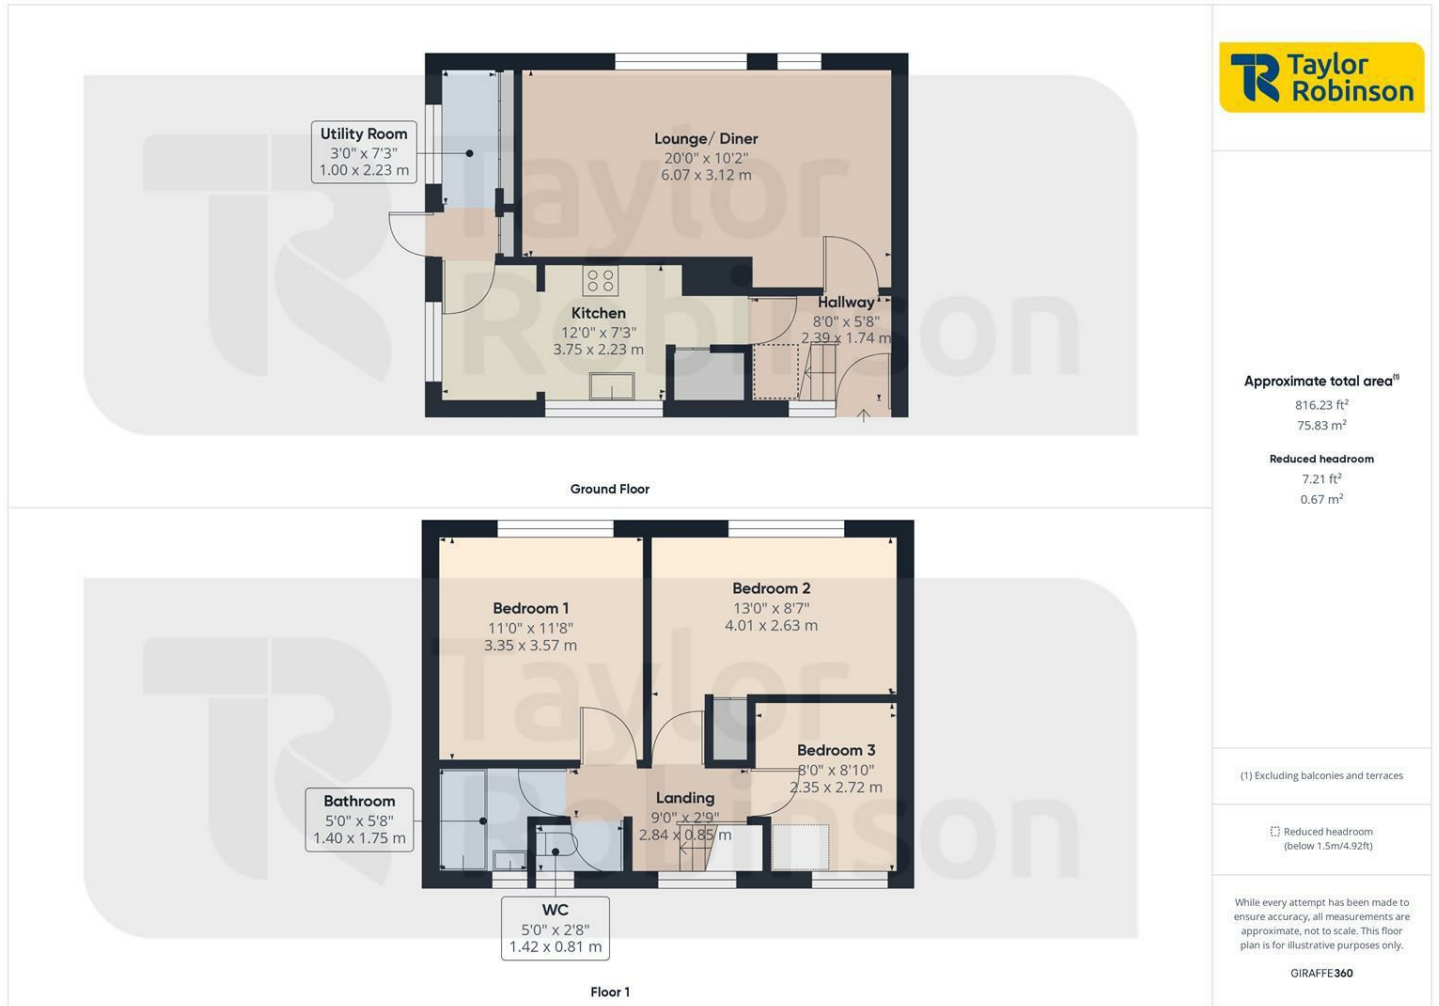 Taylor
Robinson
Utility Room
3'0" x 7'3"
1.00 x 2.23 m
Lounge/ Diner
20'0" x 10'2"
6.07 x 3.12 m
Kitchen
12'0" x 7'3"
3.75 x 2.23 m
Hallway
8'0" x 5'8"
2.39 x 1.74 m
Taylor
Robinson
Ground Floor
Approximate total area(1)
816.23 ft²
75.83 m²
Reduced headroom
7.21 ft²
0.67 m²
Bedroom 1
11'0" x 11'8"
3.35 x 3.57 m
Bedroom 2
13'0" x 8'7"
4.01 x 2.63 m
Bedroom 3
8'0" x 8'10"
2.35 x 2.72 m
Bathroom
5'0" x 5'8"
1.40 x 1.75 m
Landing
9'0" x 2'9"
2.84 x 0.85 m
WC
5'0" x 2'8"
1.42 x 0.81 m
Taylor
Robinson
Floor 1
(1) Excluding balconies and terraces
Reduced headroom
(below 1.5m/4.92ft)
While every attempt has been made to
ensure accuracy, all measurements are
approximate, not to scale. This floor
plan is for illustrative purposes only.
GIRAFFE360